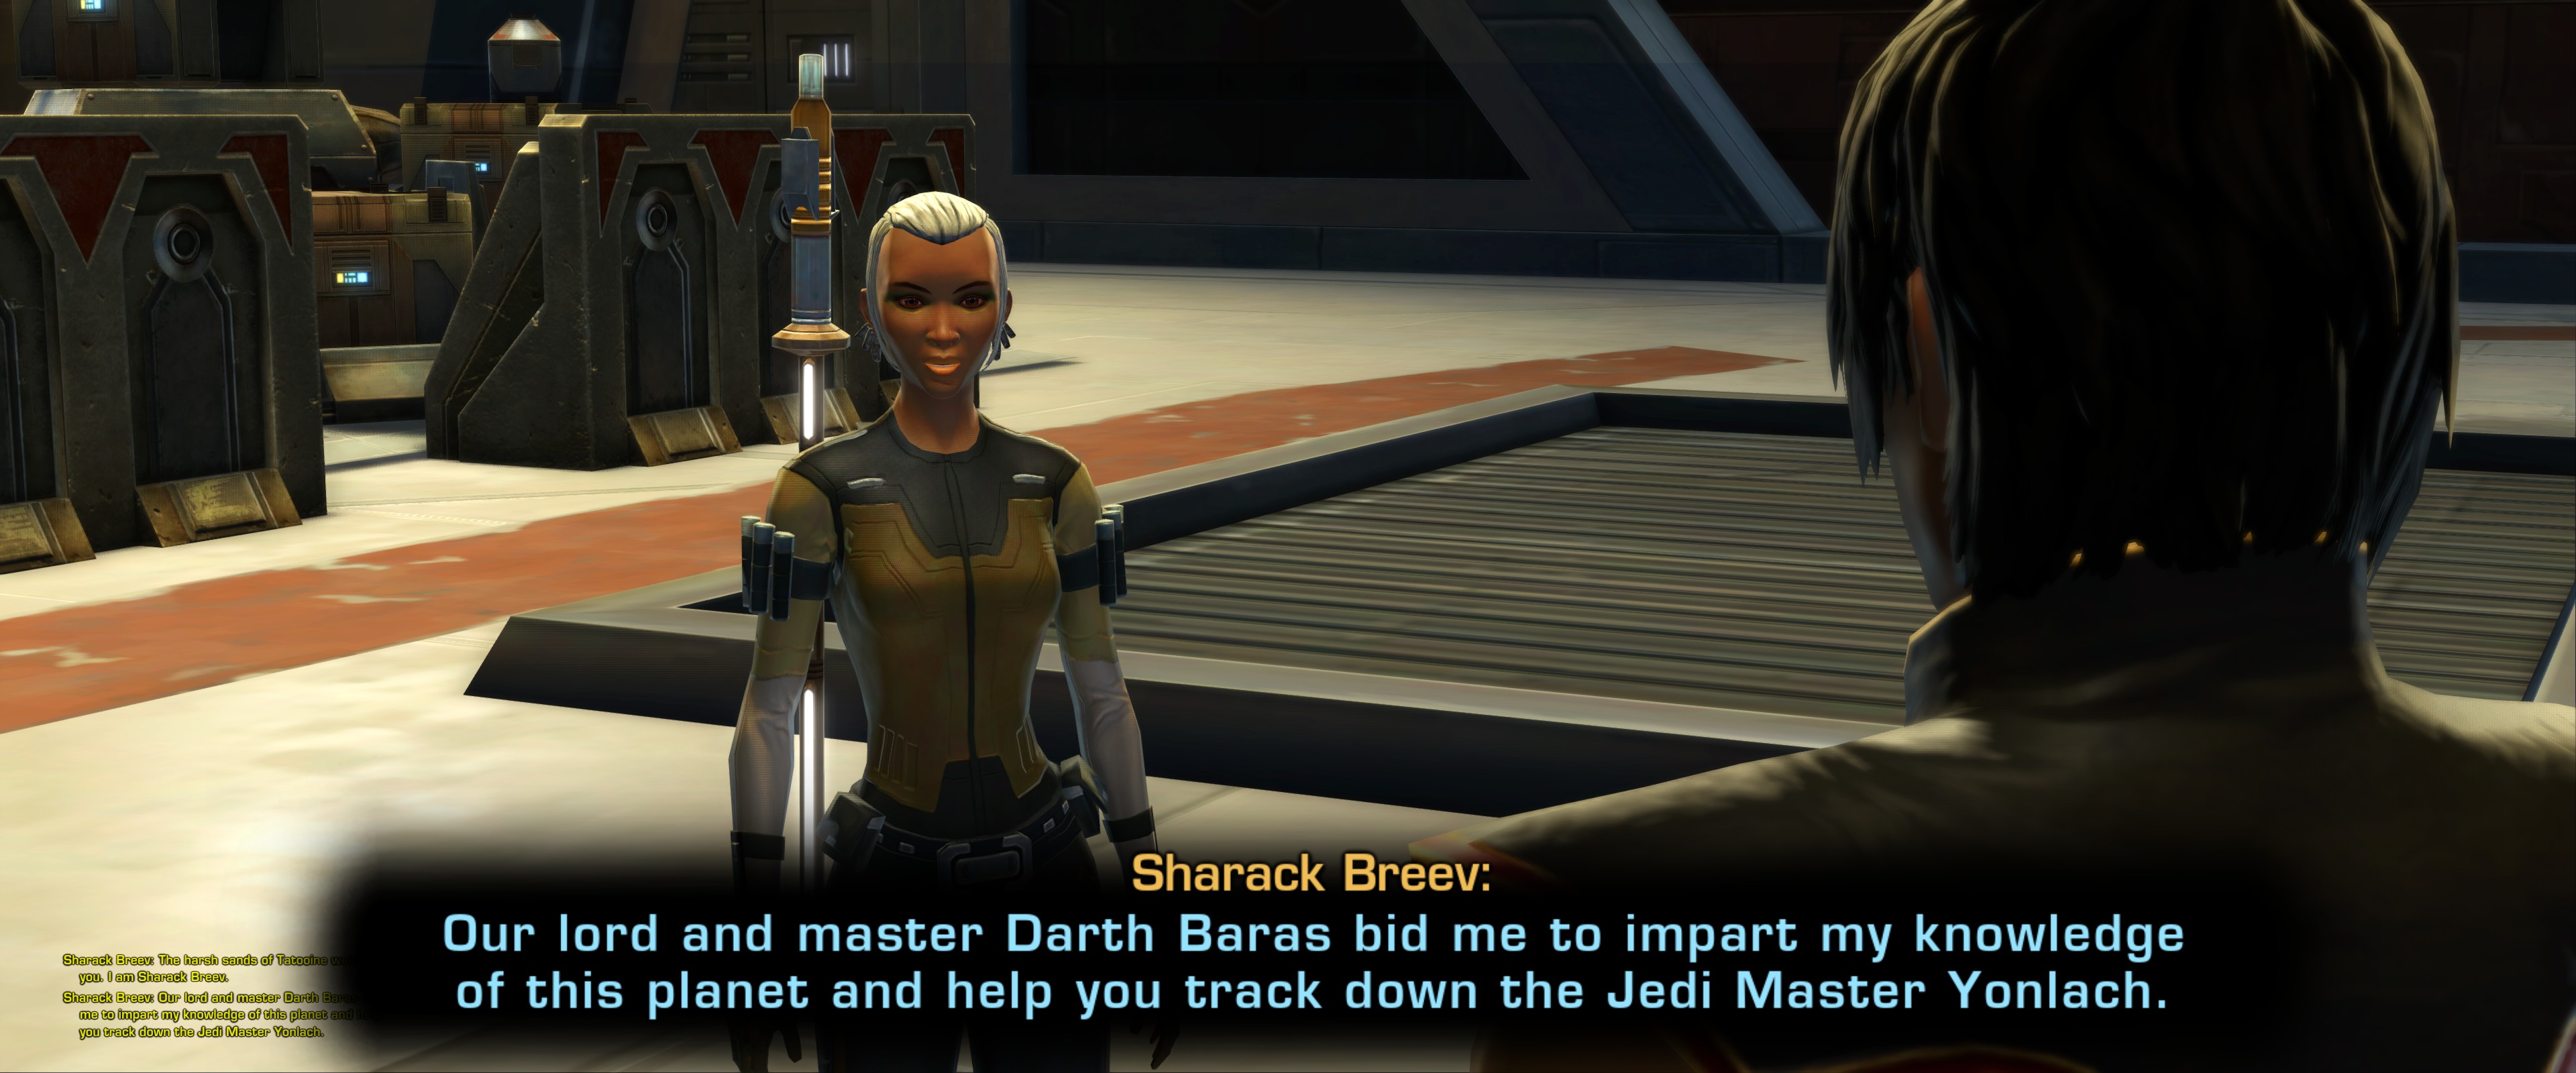 Sharack Breev:
Our lord and master Darth Baras bid me to impart my knowledge
of this planet and help you track down the Jedi Master Yonlach.
Sharack Breev: The harsh sands of Tatooine
you. I am Sharack Breev.
Sharack Breev: Our lord and master Darth Baras
me to impart my knowledge of this planet and
you track down the Jedi Master Yonlach.